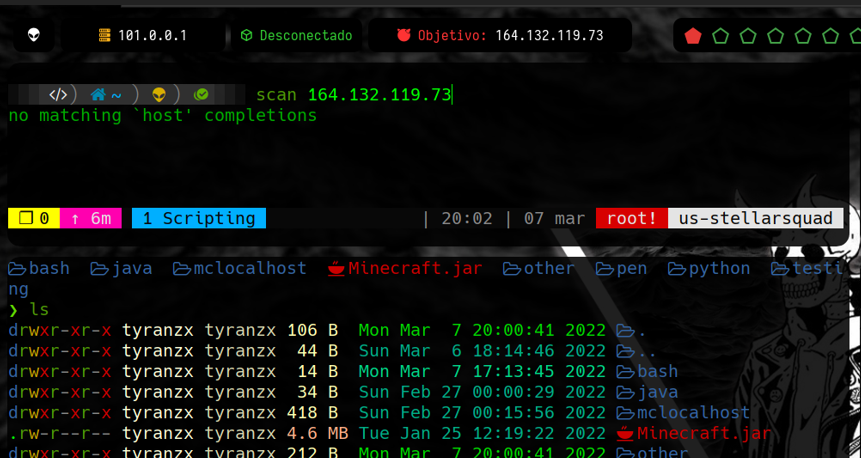 101.0.0.1 Desconectado Objetivo: 164.132.119.73
</> ) ~ ) ) scan 164.132.119.73
no matching `host' completions
0 ↑ 6m 1 Scripting | 20:02 | 07 mar root! us-stellarsquad
bash java mclocalhost Minecraft.jar other pen python testi
ng
❯ ls
drwxr-xr-x tyranzx tyranzx 106 B Mon Mar 7 20:00:41 2022 .
drwxr-xr-x tyranzx tyranzx 44 B Sun Mar 6 18:14:46 2022 ..
drwxr-xr-x tyranzx tyranzx 14 B Mon Mar 7 17:13:45 2022 bash
drwxr-xr-x tyranzx tyranzx 34 B Sun Feb 27 00:00:29 2022 java
drwxr-xr-x tyranzx tyranzx 418 B Sun Feb 27 00:15:56 2022 mclocalhost
.rw-r--r-- tyranzx tyranzx 4.6 MB Tue Jan 25 12:19:22 2022 Minecraft.jar
drwxr-xr-x tyranzx tyranzx 212 B Mon Mar 7 20:00:41 2022 other